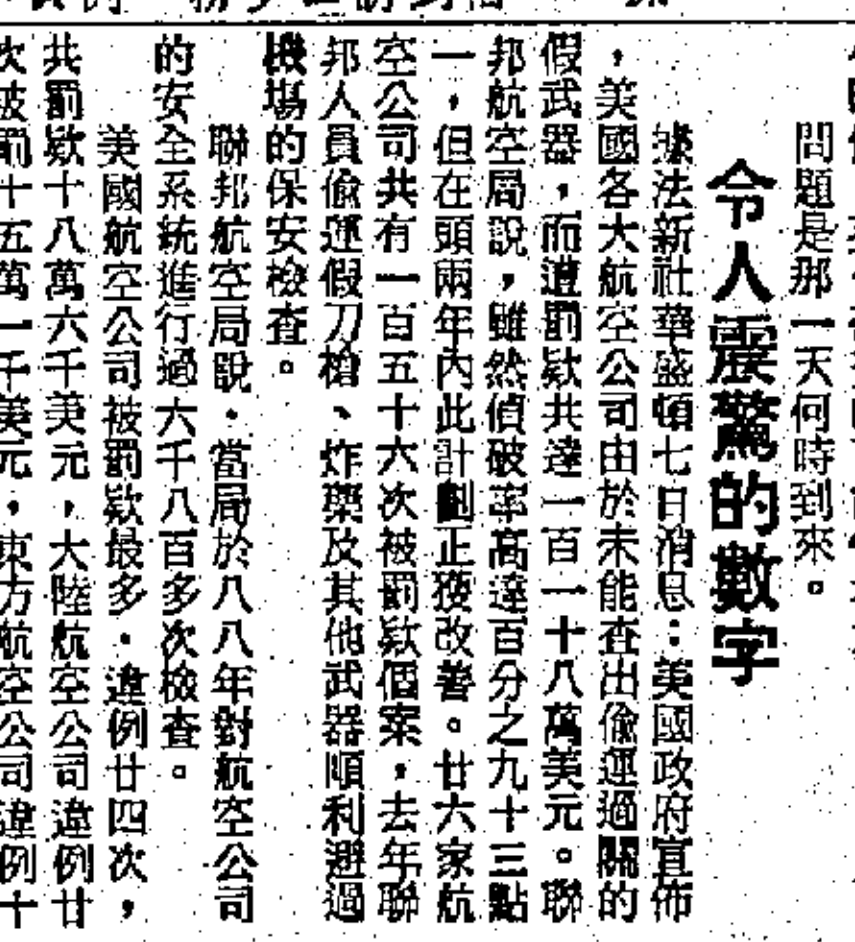 問題是那一天何時到來。
令人震驚的數字
據法新社華盛頓七日消息：美國政府宣佈
，美國各大航空公司由於未能查出偷運過關的
假武器，而遭罰欵共達一百一十八萬美元。聯
邦航空局說，雖然偵破率高達百分之九十三點
一，但在頭兩年內此計劃正獲改善。廿六家航
空公司共有一百五十六次被罰欵個案，去年聯
邦人員偷運假刀槍、炸藥及其他武器順利避過
機場的保安檢查。
聯邦航空局說，當局於八八年對航空公司
的安全系統進行過六千八百多次檢查。
美國航空公司被罰欵最多，違例廿四次，
共罰欵十八萬六千美元，大陸航空公司違例廿
次被罰十五萬一千美元，東方航空公司違例十